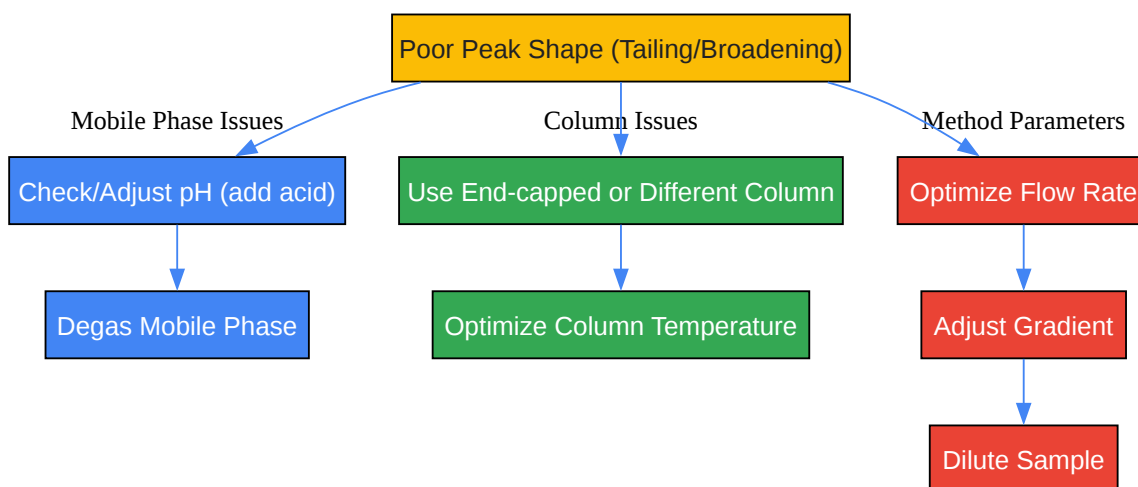 Poor Peak Shape (Tailing/Broadening)
Mobile Phase Issues
Column Issues
Method Parameters
Check/Adjust pH (add acid)
Use End-capped or Different Column
Optimize Flow Rate
Degas Mobile Phase
Optimize Column Temperature
Adjust Gradient
Dilute Sample